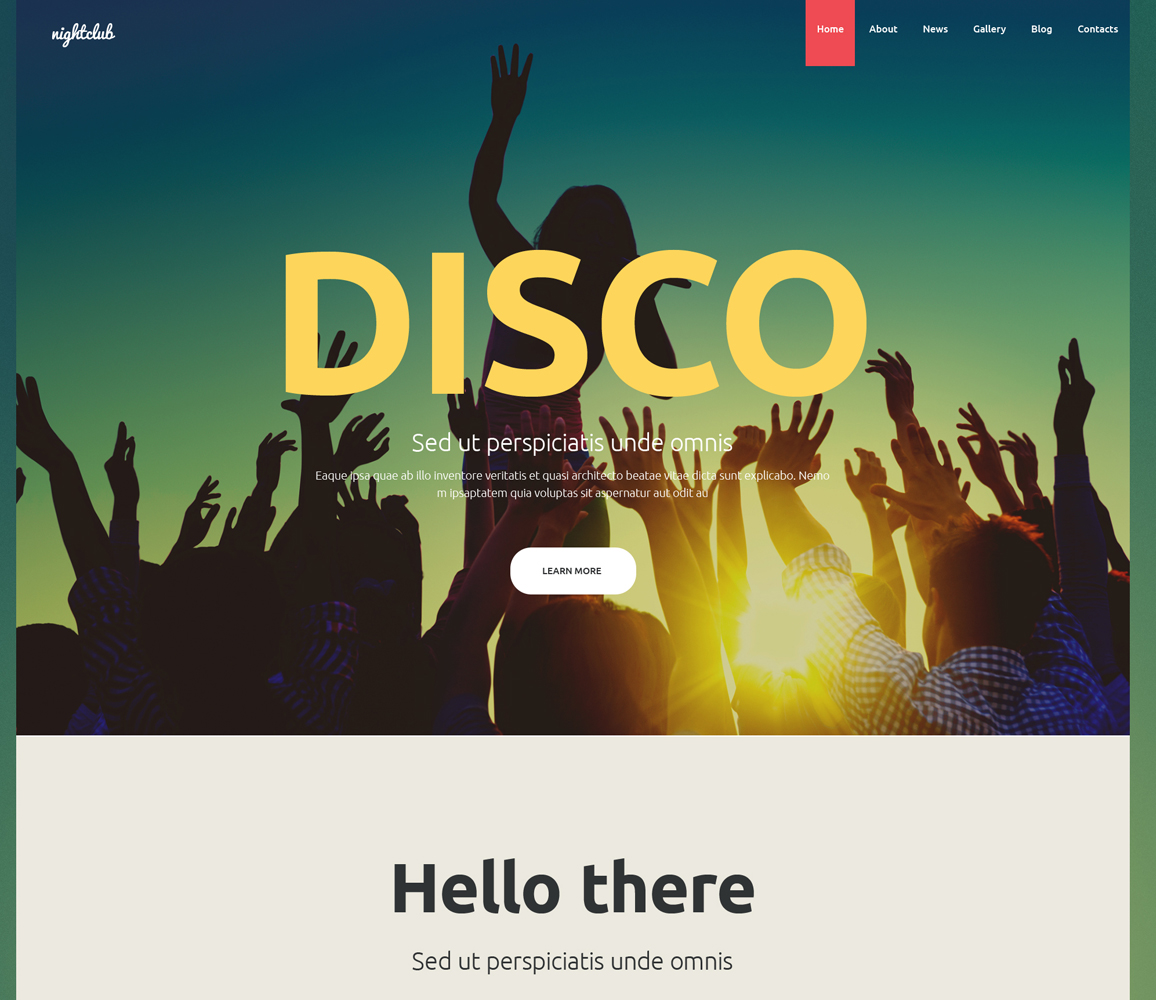 nightclub
Home About News Gallery Blog Contacts
DISCO
Sed ut perspiciatis unde omnis
Eaque ipsa quae ab illo inventore veritatis et quasi architecto beatae vitae dicta sunt explicabo. Nemo
m ipsaptatem quia voluptas sit aspernatur aut odit au
LEARN MORE
Hello there
Sed ut perspiciatis unde omnis